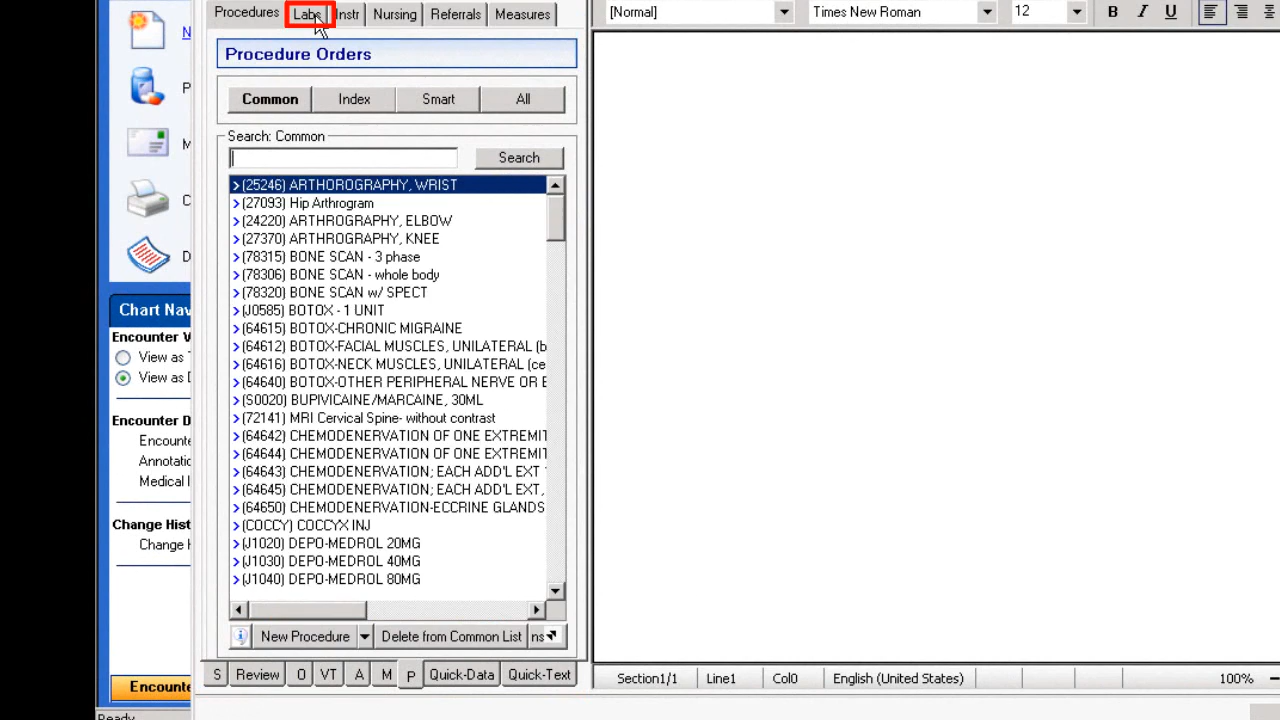 Procedures Labs Instr Nursing Referrals Measures
[Normal] Times New Roman 12 B I U
Procedure Orders
Common Index Smart All
Search: Common
Search
(25246) ARTHOROGRAPHY, WRIST
(27093) Hip Arthrogram
(24220) ARTHROGRAPHY, ELBOW
(27370) ARTHROGRAPHY, KNEE
(78315) BONE SCAN - 3 phase
(78306) BONE SCAN - whole body
(78320) BONE SCAN w/ SPECT
(J0585) BOTOX - 1 UNIT
(64615) BOTOX-CHRONIC MIGRAINE
(64612) BOTOX-FACIAL MUSCLES, UNILATERAL (b
(64616) BOTOX-NECK MUSCLES, UNILATERAL (ce
(64640) BOTOX-OTHER PERIPHERAL NERVE OR
(S0020) BUPIVICAINE/MARCAINE, 30ML
(72141) MRI Cervical Spine- without contrast
(64642) CHEMODENERVATION OF ONE EXTREMIT
(64644) CHEMODENERVATION OF ONE EXTREMIT
(64643) CHEMODENERVATION; EACH ADD'L EXT
(64645) CHEMODENERVATION; EACH ADD'L EXT,
(64650) CHEMODENERVATION-ECCRINE GLANDS
(COCCY) COCCYX INJ
(J1020) DEPO-MEDROL 20MG
(J1030) DEPO-MEDROL 40MG
(J1040) DEPO-MEDROL 80MG
New Procedure Delete from Common List ns
S Review O VT A M P Quick-Data Quick-Text
Chart Nav
Encounter V
View as
View as
Encounter D
Encounte
Annotatio
Medical
Change Hist
Change H
Encounte
Ready
Section1/1 Line1 Col0 English (United States) 100%